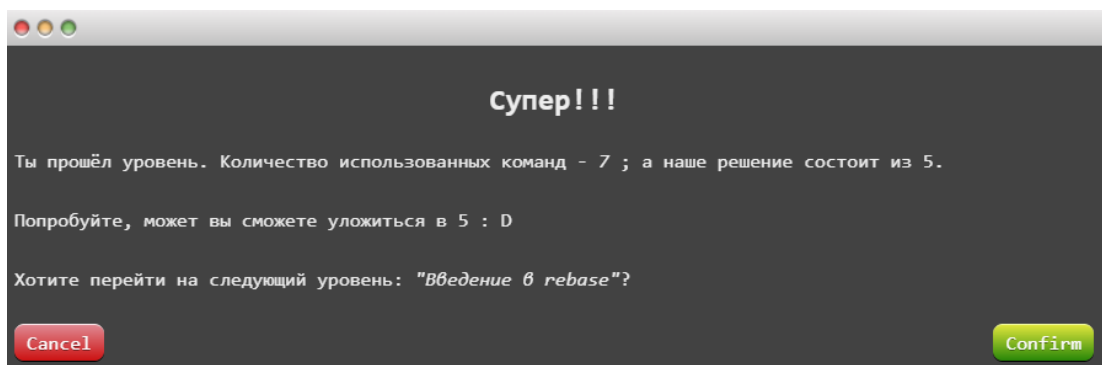 Супер!!!
Ты прошёл уровень. Количество использованных команд - 7 ; а наше решение состоит из 5.
Попробуйте, может вы сможете уложиться в 5 : D
Хотите перейти на следующий уровень: "Введение в rebase"?
Cancel Confirm